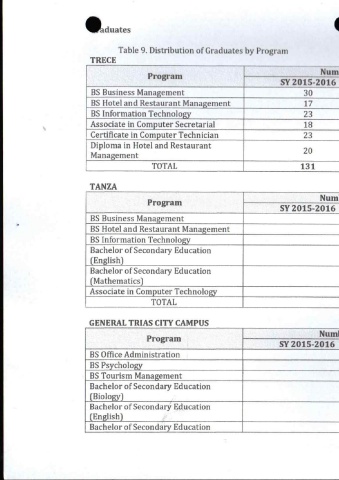 raduates
Table 9. Distribution of Graduates by Program
TRECE
Program Num
SY 2015-2016
BS Business Management 30
BS Hotel and Restaurant Management 17
BS Information Technology 23
Associate in Computer Secretarial 18
Certificate in Computer Technician 23
Diploma in Hotel and Restaurant
Management 20
TOTAL 131
TANZA
Program Num
SY 2015-2016
BS Business Management
BS Hotel and Restaurant Management
BS Information Technology
Bachelor of Secondary Education
(English)
Bachelor of Secondary Education
(Mathematics)
Associate in Computer Technology
TOTAL
GENERAL TRIAS CITY CAMPUS
Program Num
SY 2015-2016
BS Office Administration
BS Psychology
BS Tourism Management
Bachelor of Secondary Education
(Biology)
Bachelor of Secondary Education
(English)
Bachelor of Secondary Education